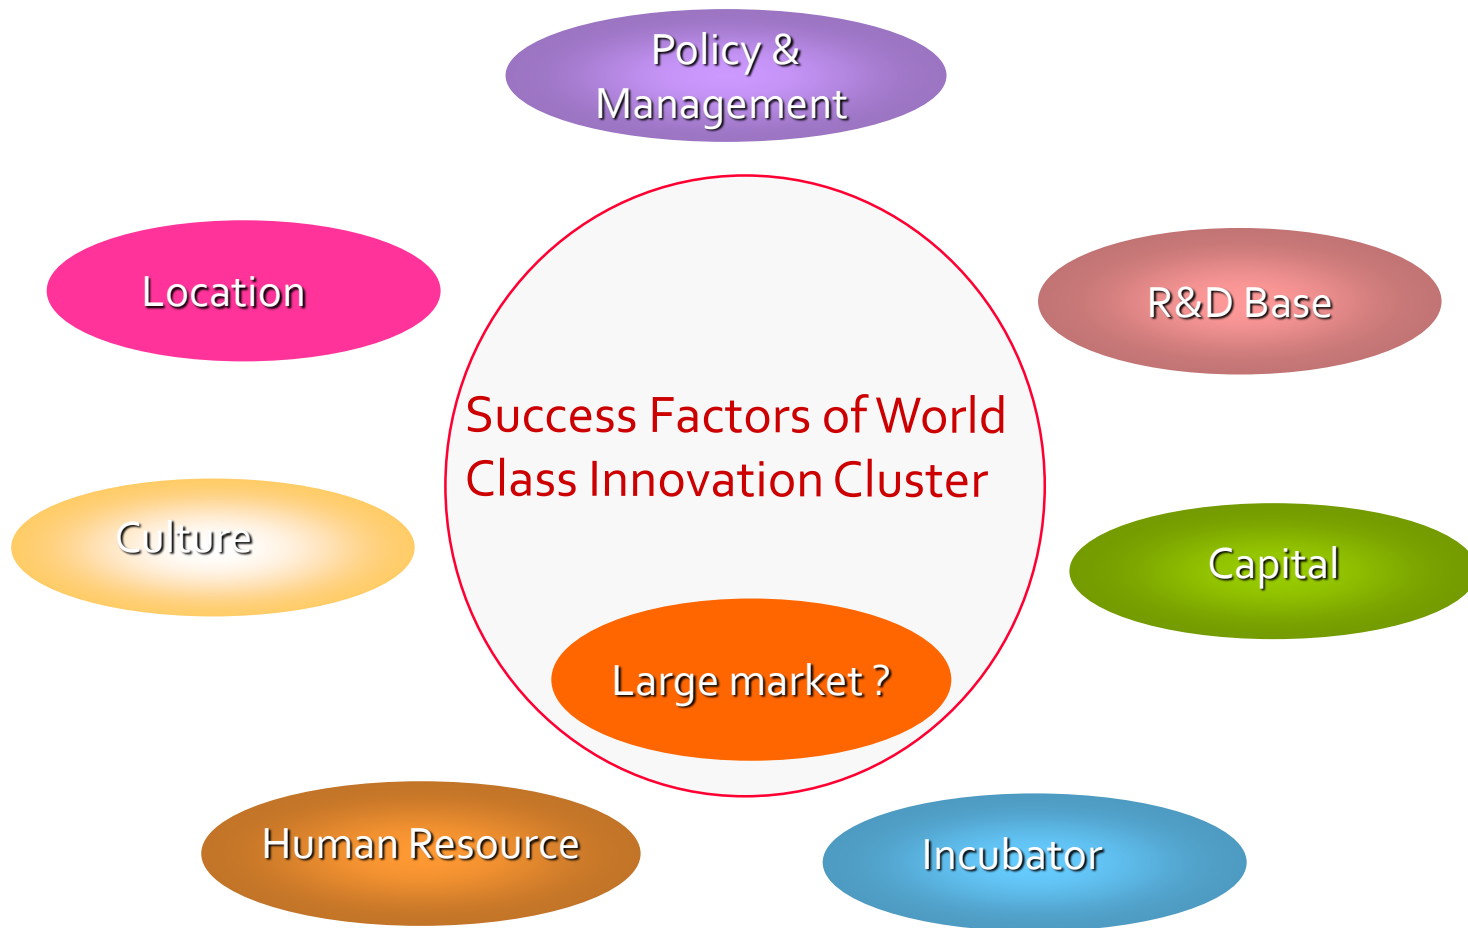 Policy &
Management
Location
R&D Base
Success Factors of World
Class Innovation Cluster
Culture
Capital
Large market ?
Human Resource
Incubator